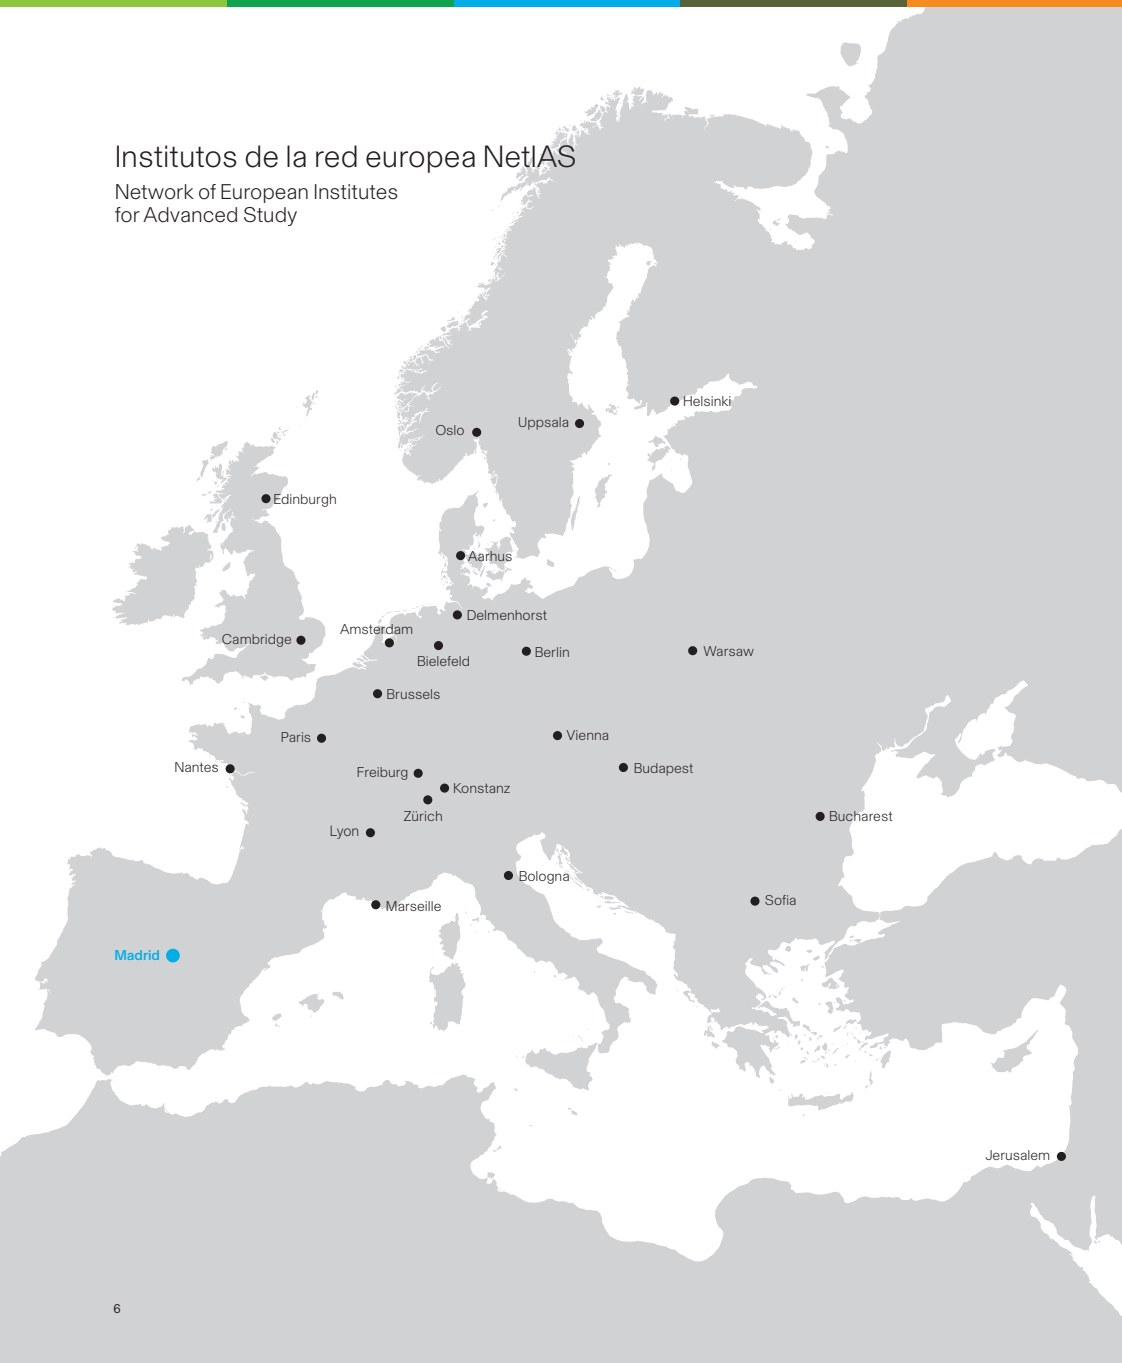 Institutos de la red europea NetIAS
Network of European Institutes
for Advanced Study
Helsinki
Uppsala
Oslo
Edinburgh
Aarhus
Delmenhorst
Amsterdam
Cambridge
Bielefeld
Berlin
Warsaw
Brussels
Paris
Vienna
Nantes
Freiburg
Budapest
Konstanz
Zürich
Bucharest
Lyon
Bologna
Sofia
Marseille
Madrid
Jerusalem
6